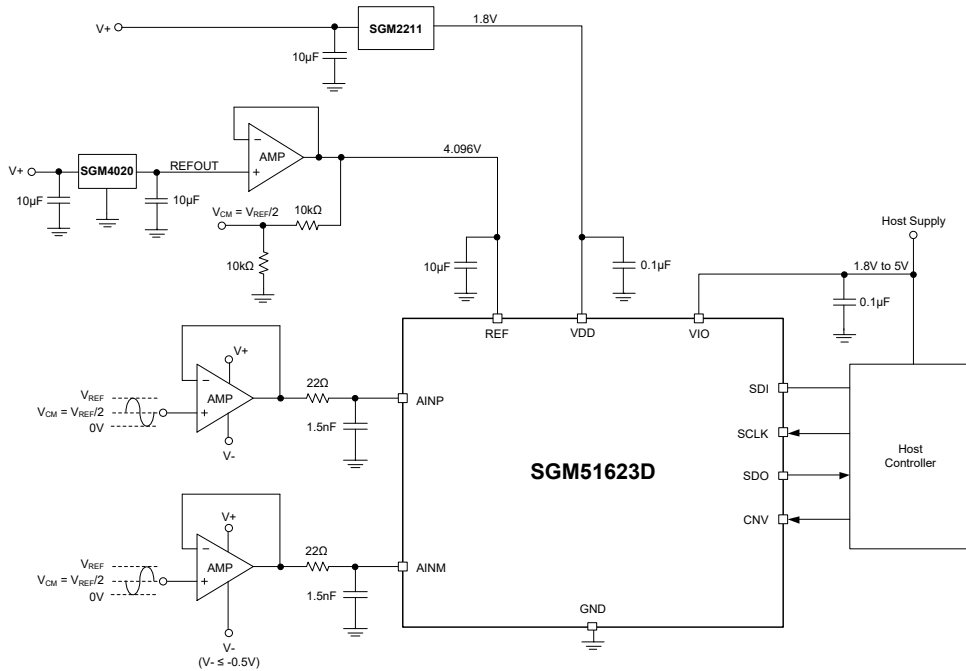 V+
SGM2211
1.8V
10µF
V+
SGM4020
REFOUT
AMP
4.096V
10µF
10µF
V_CM = V_REF/2
10kΩ
10kΩ
10µF
0.1µF
Host Supply
1.8V to 5V
0.1µF
REF
VDD
VIO
V+
AMP
V-
V_REF
V_CM = V_REF/2
0V
22Ω
1.5nF
AINP
SGM51623D
SDI
SCLK
SDO
CNV
Host
Controller
V+
AMP
V-
(V- ≤ -0.5V)
V_REF
V_CM = V_REF/2
0V
22Ω
1.5nF
AINM
GND